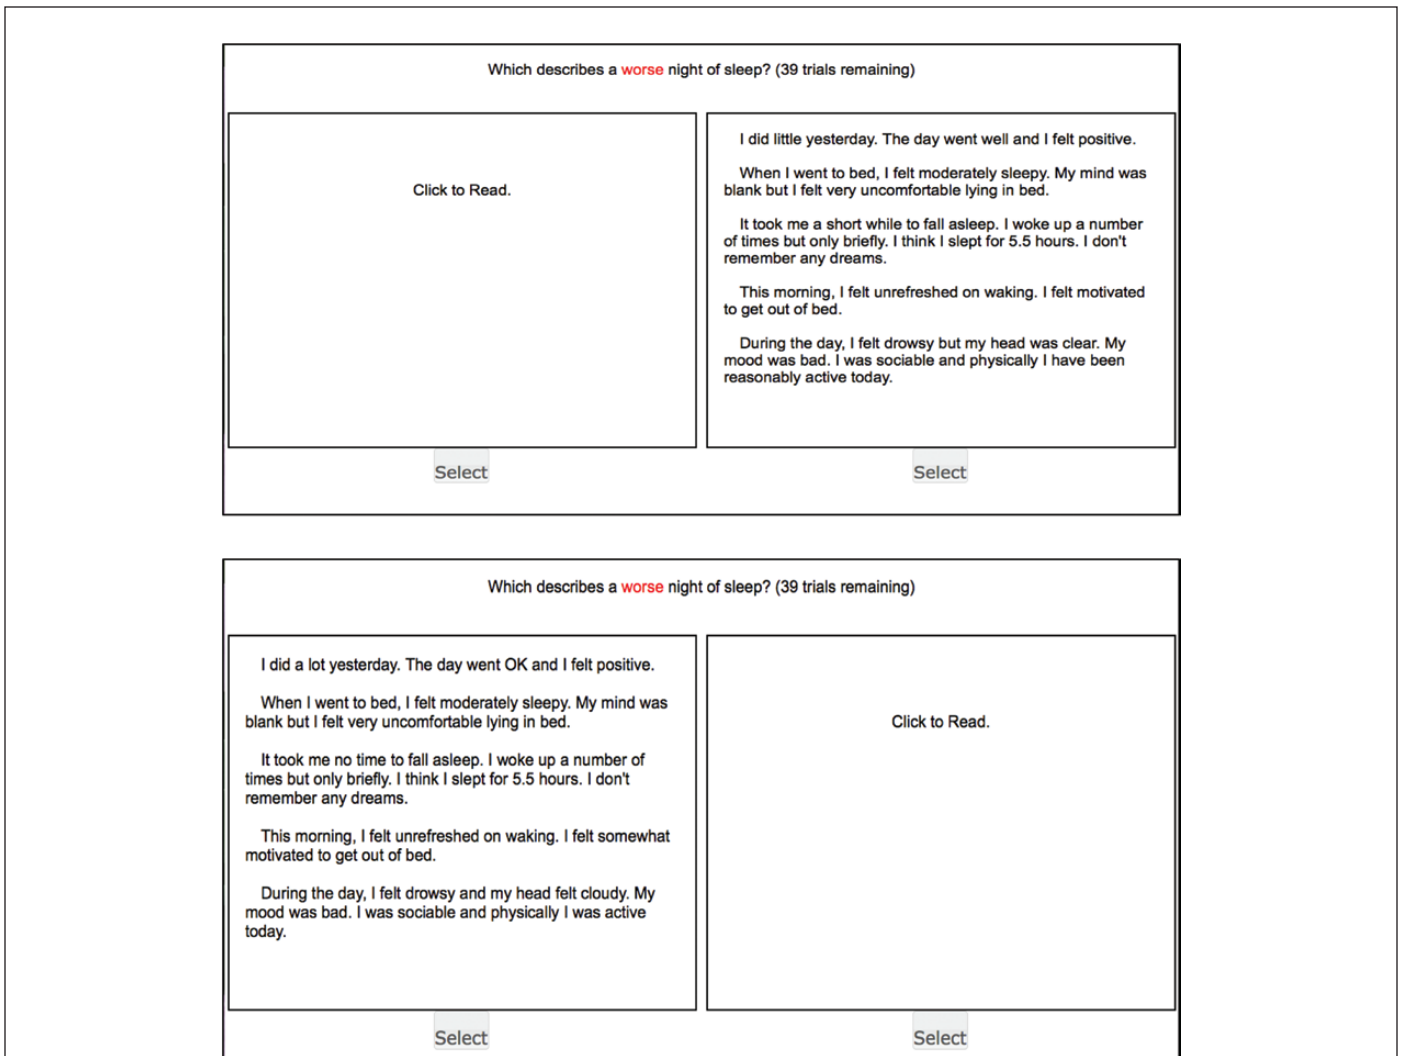 Which describes a worse night of sleep? (39 trials remaining)
Click to Read.
I did little yesterday. The day went well and I felt positive.
When I went to bed, I felt moderately sleepy. My mind was
blank but I felt very uncomfortable lying in bed.
It took me a short while to fall asleep. I woke up a number
of times but only briefly. I think I slept for 5.5 hours. I don't
remember any dreams.
This morning, I felt unrefreshed on waking. I felt motivated
to get out of bed.
During the day, I felt drowsy but my head was clear. My
mood was bad. I was sociable and physically I have been
reasonably active today.
Select
Select
Which describes a worse night of sleep? (39 trials remaining)
I did a lot yesterday. The day went OK and I felt positive.
When I went to bed, I felt moderately sleepy. My mind was
blank but I felt very uncomfortable lying in bed.
It took me no time to fall asleep. I woke up a number of
times but only briefly. I think I slept for 5.5 hours. I don't
remember any dreams.
This morning, I felt unrefreshed on waking. I felt somewhat
motivated to get out of bed.
During the day, I felt drowsy and my head felt cloudy. My
mood was bad. I was sociable and physically I was active
today.
Click to Read.
Select
Select